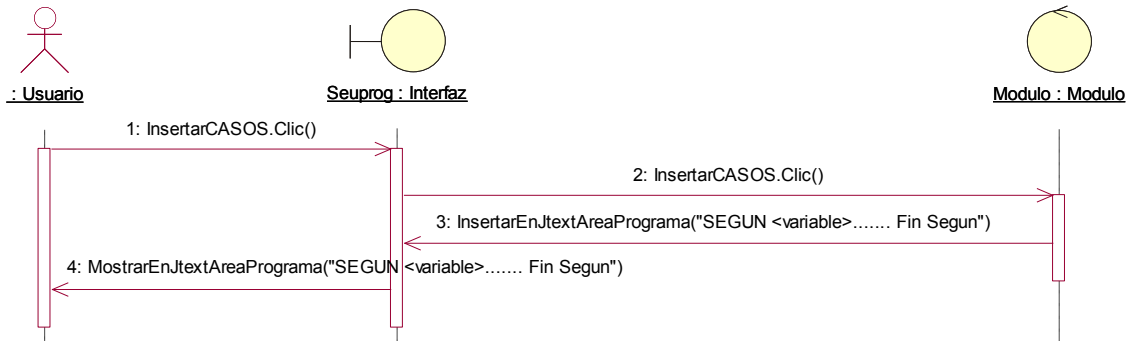 : Usuario
Seuprog : Interfaz
Modulo : Modulo
1: InsertarCASOS.Clic()
2: InsertarCASOS.Clic()
3: InsertarEnJtextAreaPrograma("SEGUN <variable>....... Fin Segun")
4: MostrarEnJtextAreaPrograma("SEGUN <variable>....... Fin Segun")